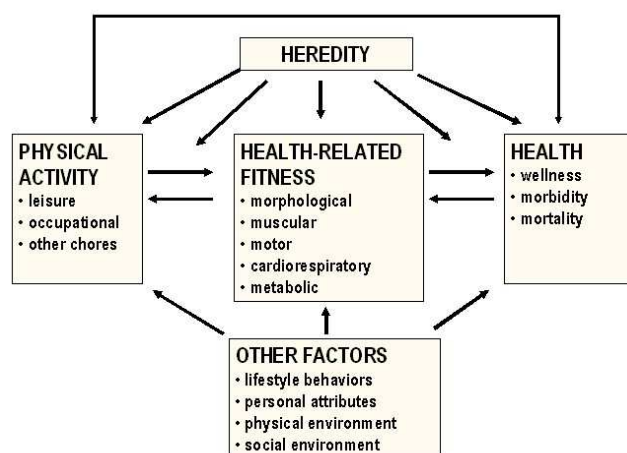 HEREDITY
PHYSICAL
ACTIVITY
• leisure
• occupational
• other chores
HEALTH-RELATED
FITNESS
• morphological
• muscular
• motor
• cardiorespiratory
• metabolic
HEALTH
• wellness
• morbidity
• mortality
OTHER FACTORS
• lifestyle behaviors
• personal attributes
• physical environment
• social environment